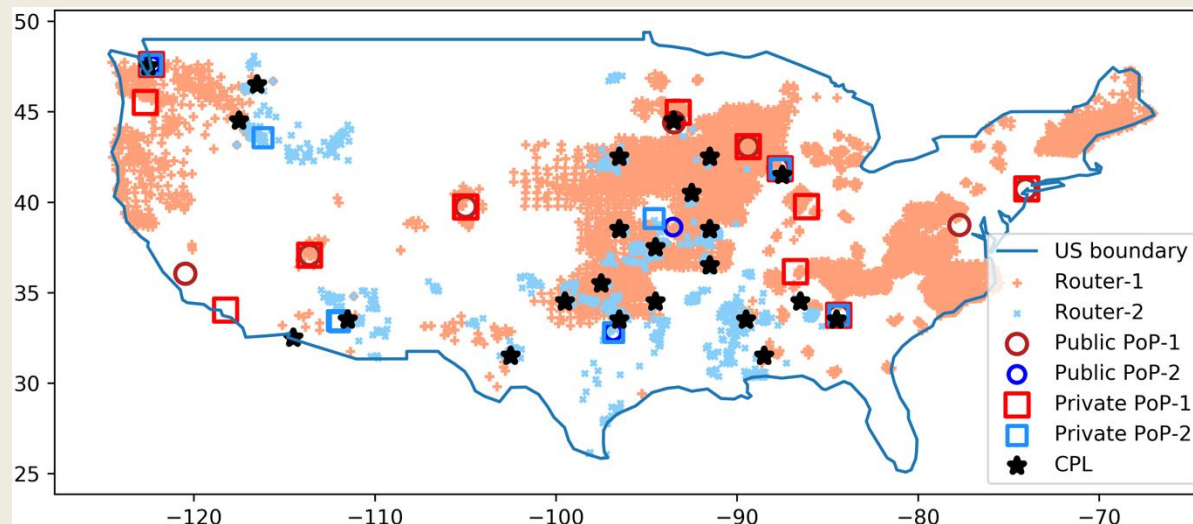 50
45
40
35
30
25
US boundary
Router-1
Router-2
Public PoP-1
Public PoP-2
Private PoP-1
Private PoP-2
CPL
−120 −110 −100 −90 −80 −70